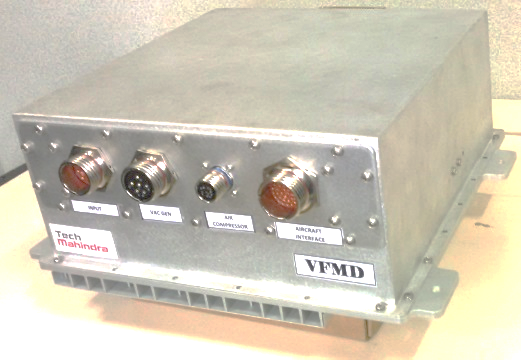 INPUT
VAC GEN
AIR
COMPRESSOR
AIRCRAFT
INTERFACE
Tech
Mahindra
VFMD